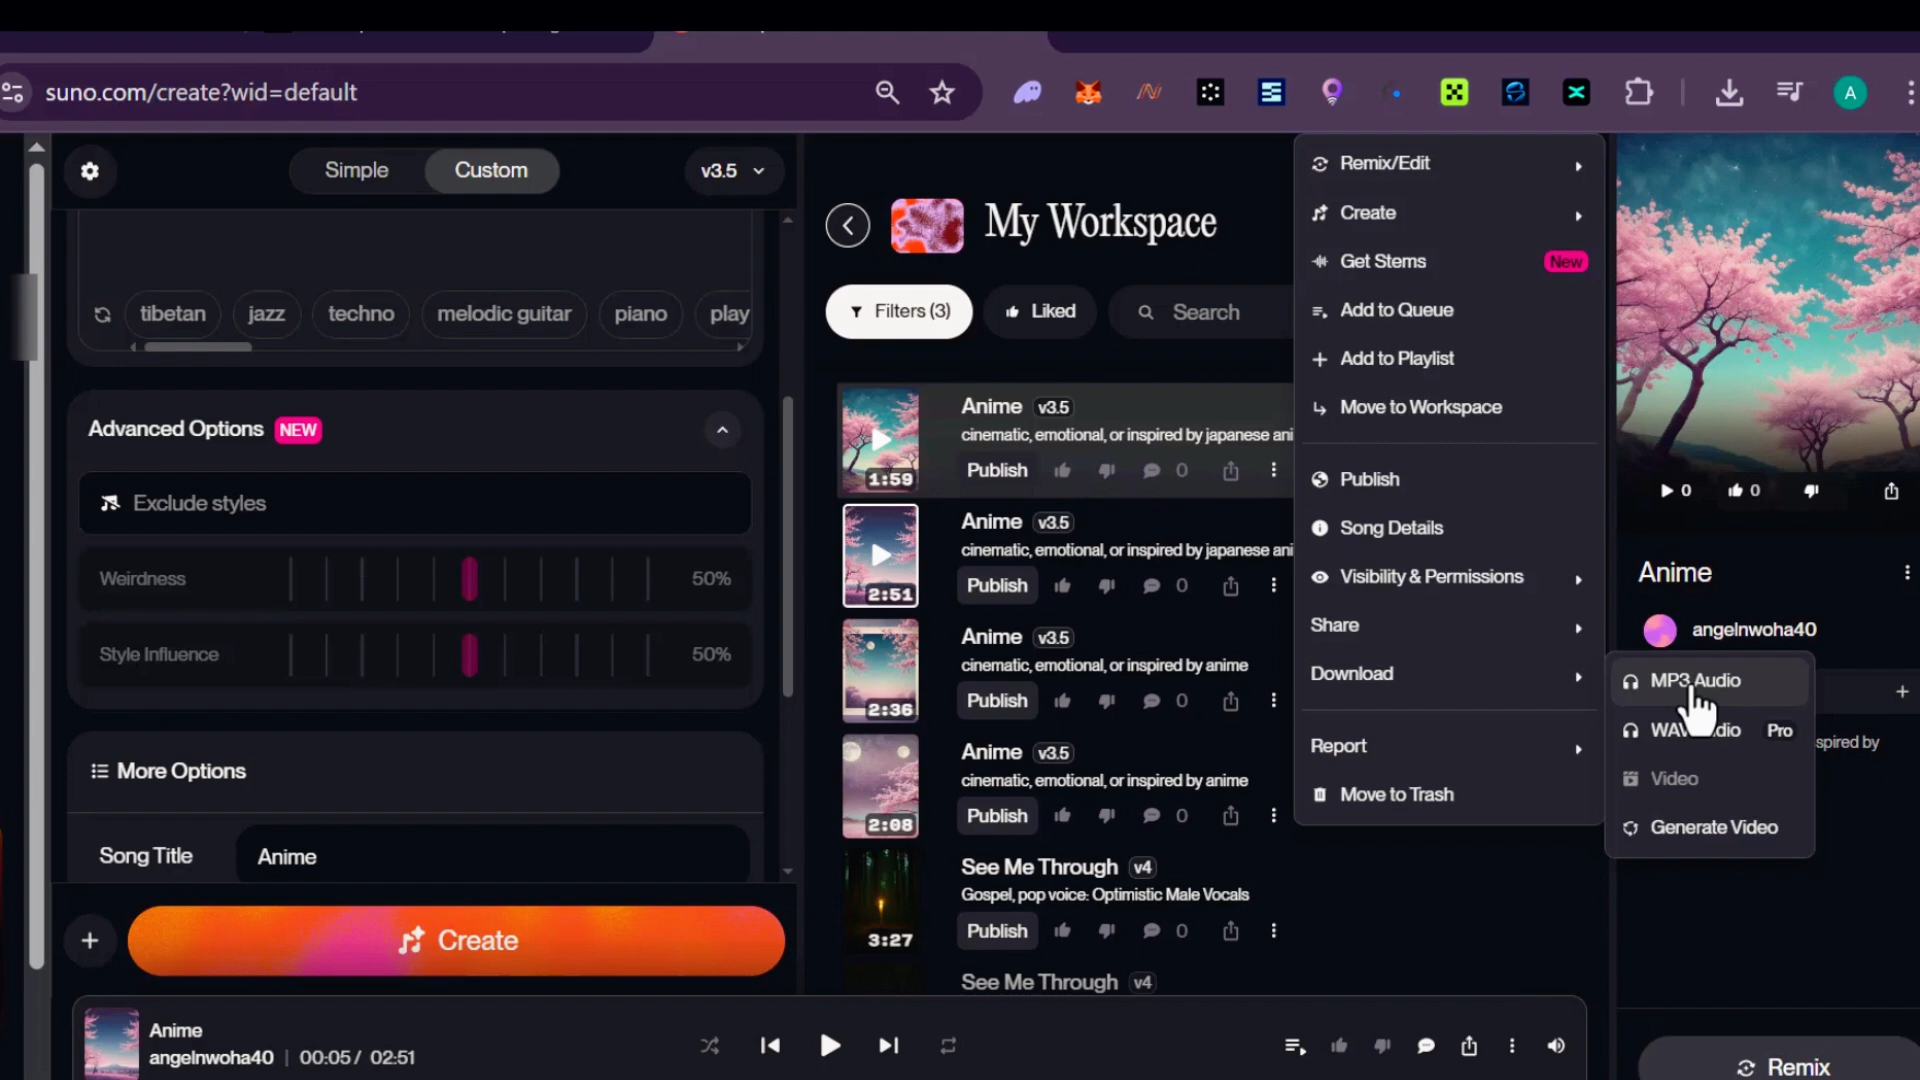 suno.com/create?wid=default
A
Simple
Custom
v3.5
tibetan
jazz
techno
melodic guitar
piano
play
Advanced Options NEW
Exclude styles
Weirdness
50%
Style Influence
50%
More Options
Song Title
Anime
Create
My Workspace
Filters (3)
Liked
Search
Anime v3.5
cinematic, emotional, or inspired by japanese ani
Publish
0
1:59
Anime v3.5
cinematic, emotional, or inspired by japanese ani
Publish
0
2:51
Anime v3.5
cinematic, emotional, or inspired by anime
Publish
0
2:36
Anime v3.5
cinematic, emotional, or inspired by anime
Publish
0
2:08
See Me Through v4
Gospel, pop voice: Optimistic Male Vocals
Publish
0
3:27
See Me Through v4
Remix/Edit
Create
Get Stems New
Add to Queue
Add to Playlist
Move to Workspace
Publish
Song Details
Visibility & Permissions
Share
Download
Report
Move to Trash
0
0
Anime
angelnwoha40
MP3 Audio
Pro
Video
Generate Video
spired by
Anime
angelnwoha40 | 00:05 / 02:51
Remix